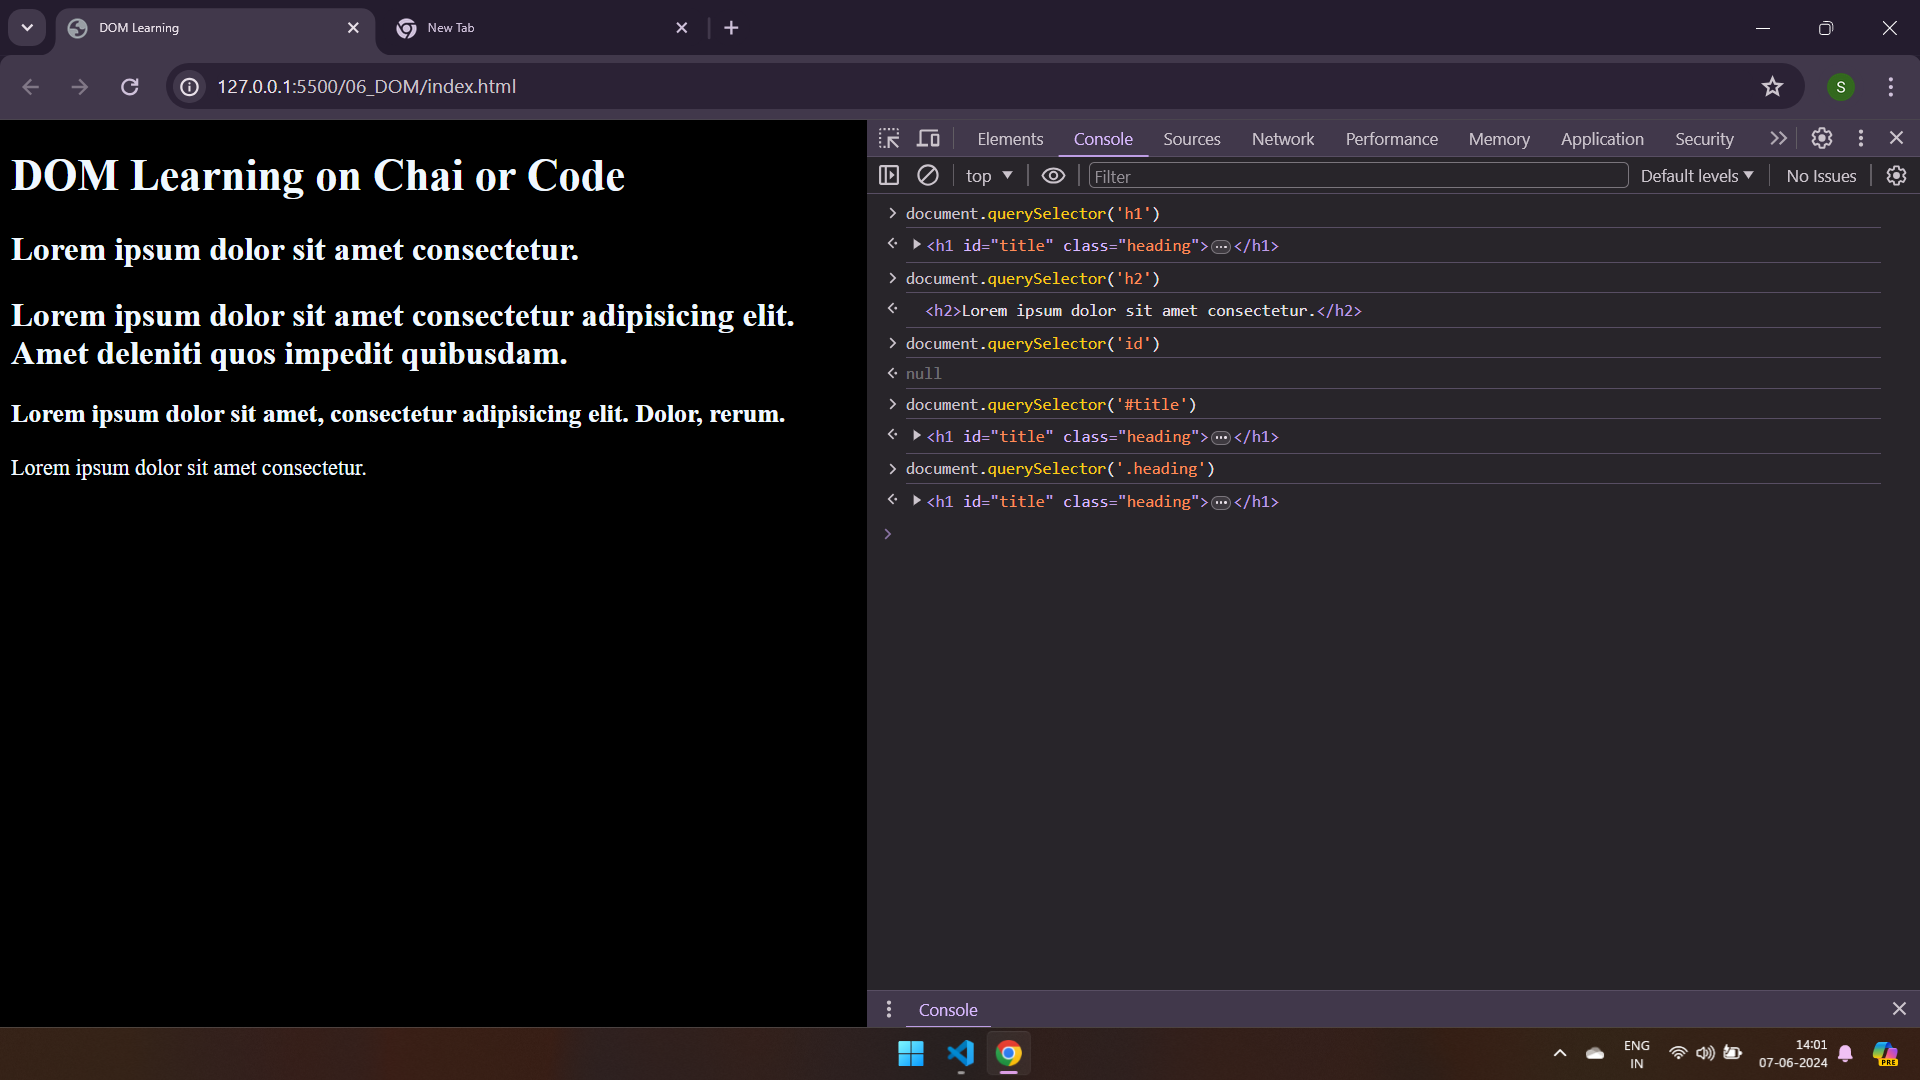 DOM Learning
New Tab
127.0.0.1:5500/06_DOM/index.html
S
DOM Learning on Chai or Code
Lorem ipsum dolor sit amet consectetur.
Lorem ipsum dolor sit amet consectetur adipisicing elit.
Amet deleniti quos impedit quibusdam.
Lorem ipsum dolor sit amet, consectetur adipisicing elit. Dolor, rerum.
Lorem ipsum dolor sit amet consectetur.
Elements Console Sources Network Performance Memory Application Security
top Filter Default levels No Issues
document.querySelector('h1')
<h1 id="title" class="heading">…</h1>
document.querySelector('h2')
<h2>Lorem ipsum dolor sit amet consectetur.</h2>
document.querySelector('id')
null
document.querySelector('#title')
<h1 id="title" class="heading">…</h1>
document.querySelector('.heading')
<h1 id="title" class="heading">…</h1>
Console
ENG
IN
14:01
07-06-2024
PRE